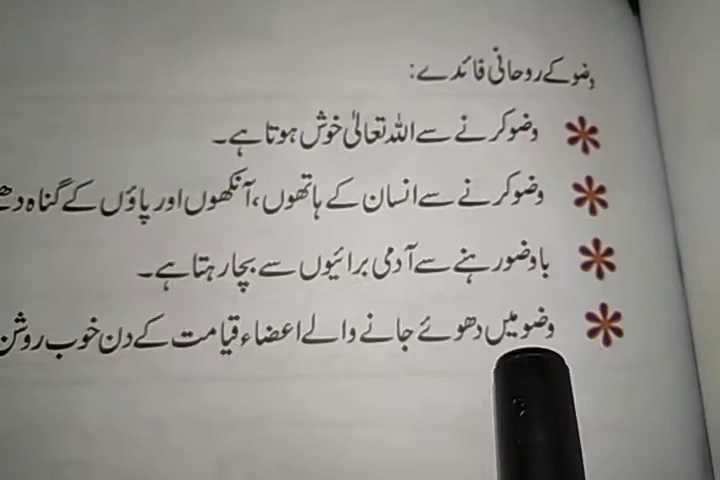 وضو کے روحانی فائدے:
وضو کرنے سے اللہ تعالیٰ خوش ہوتا ہے۔
وضو کرنے سے انسان کے ہاتھوں، آنکھوں اور پاؤں کے گناہ دھ
باوضو رہنے سے آدمی برائیوں سے بچا رہتا ہے۔
وضو میں دھوئے جانے والے اعضاء قیامت کے دن خوب روشن